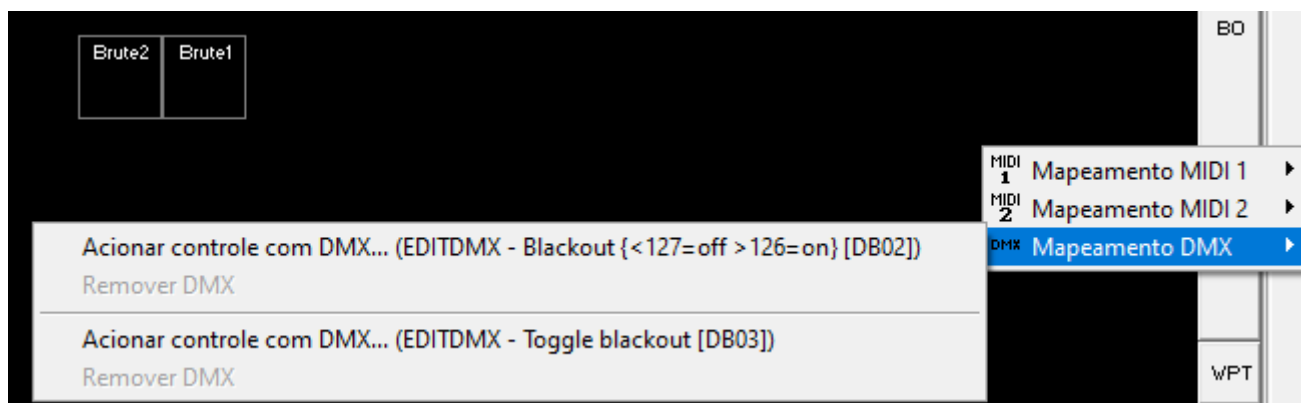 BO
Brute2 Brute1
MIDI 1 Mapeamento MIDI 1
MIDI 2 Mapeamento MIDI 2
DMX Mapeamento DMX
Acionar controle com DMX... (EDITDMX - Blackout {<127=off >126=on} [DB02])
Remover DMX
Acionar controle com DMX... (EDITDMX - Toggle blackout [DB03])
Remover DMX
WPT